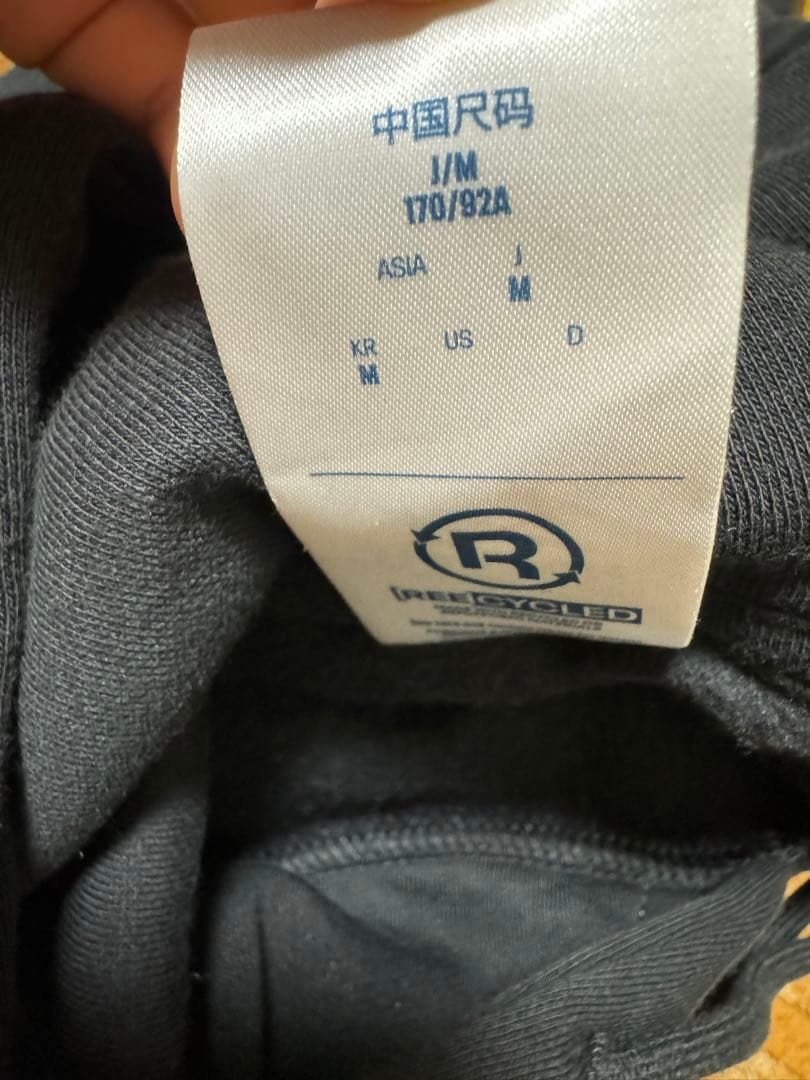 中国尺码
J/M
170/92A
ASIA J
M
KR US D
M
R
[REE]CYCLED